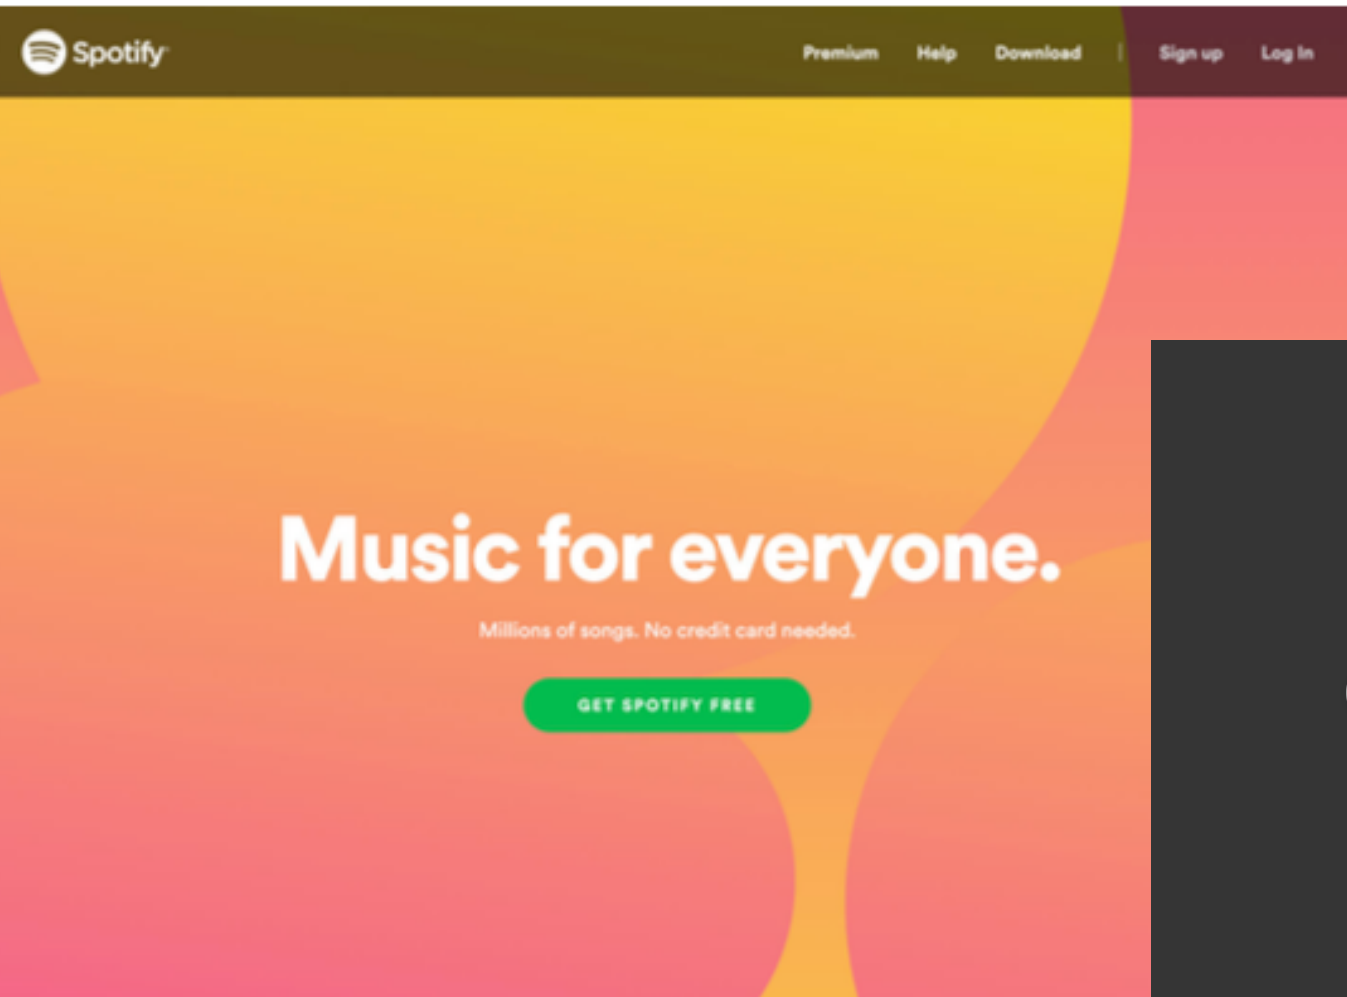 Spotify
Premium Help Download | Sign up Log In
Music for everyone.
Millions of songs. No credit card needed.
GET SPOTIFY FREE